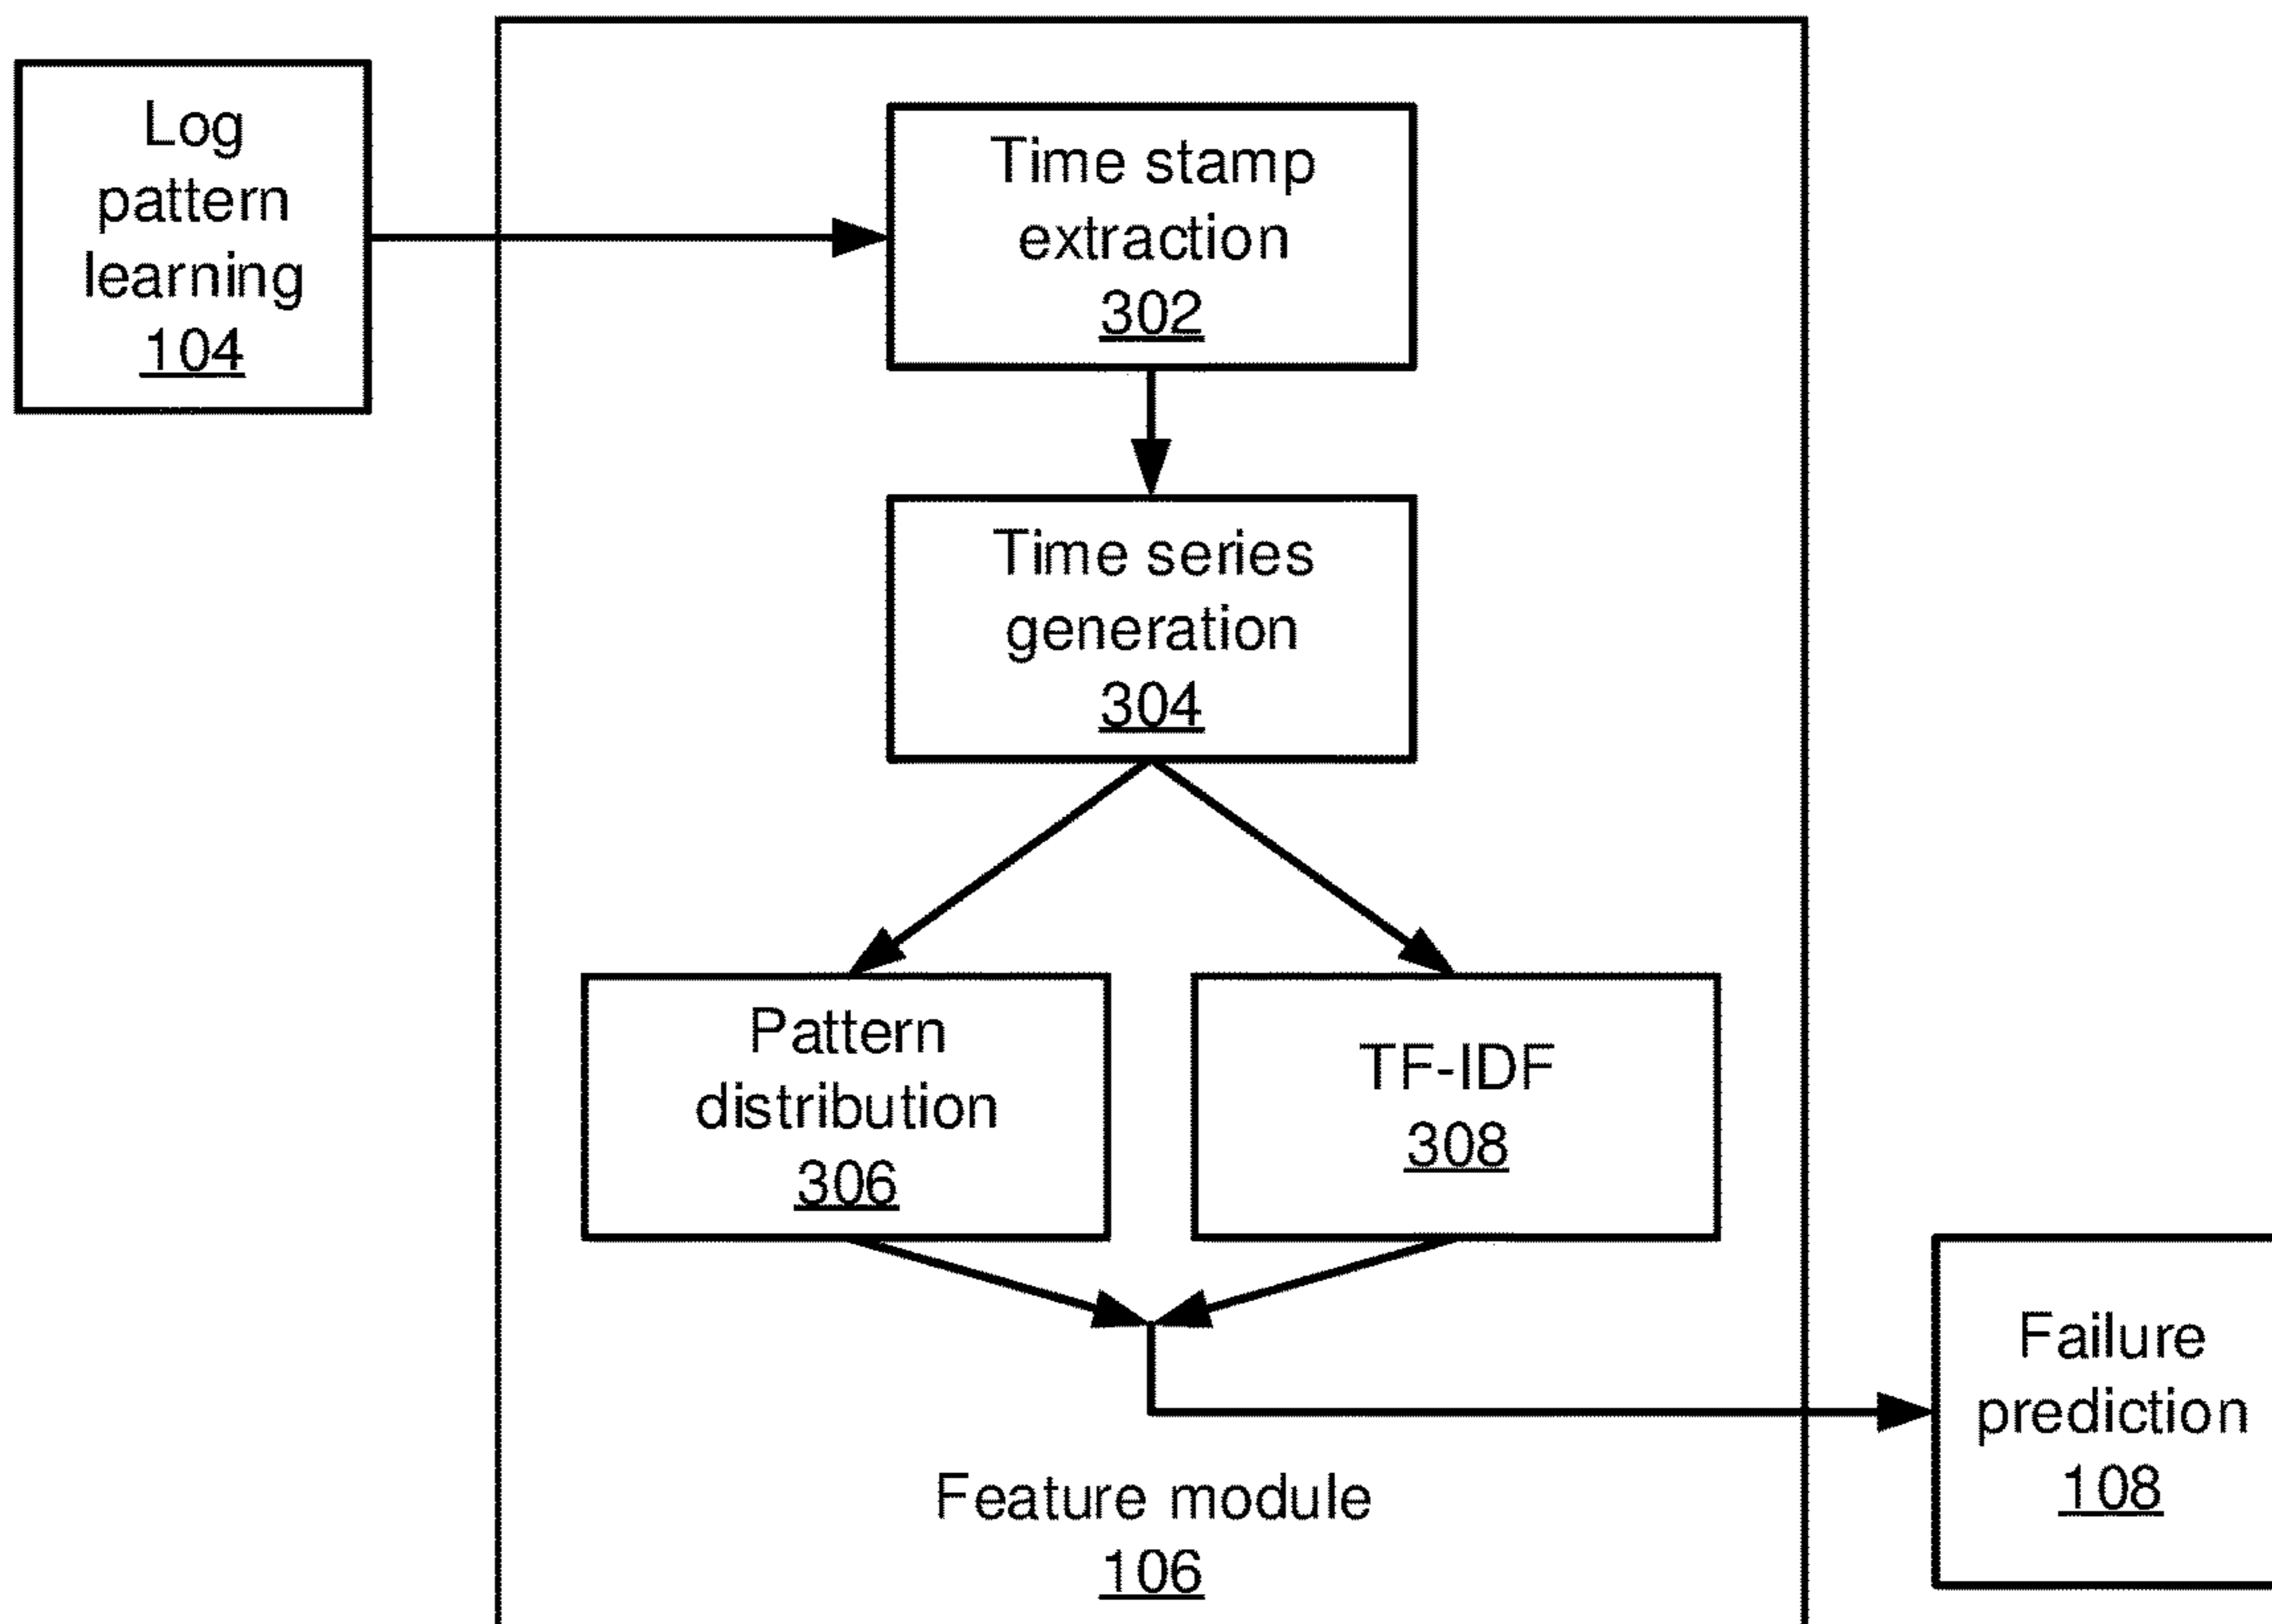 Log
pattern
learning
104
Time stamp
extraction
302
Time series
generation
304
Pattern
distribution
306
TF-IDF
308
Failure
prediction
108
Feature module
106